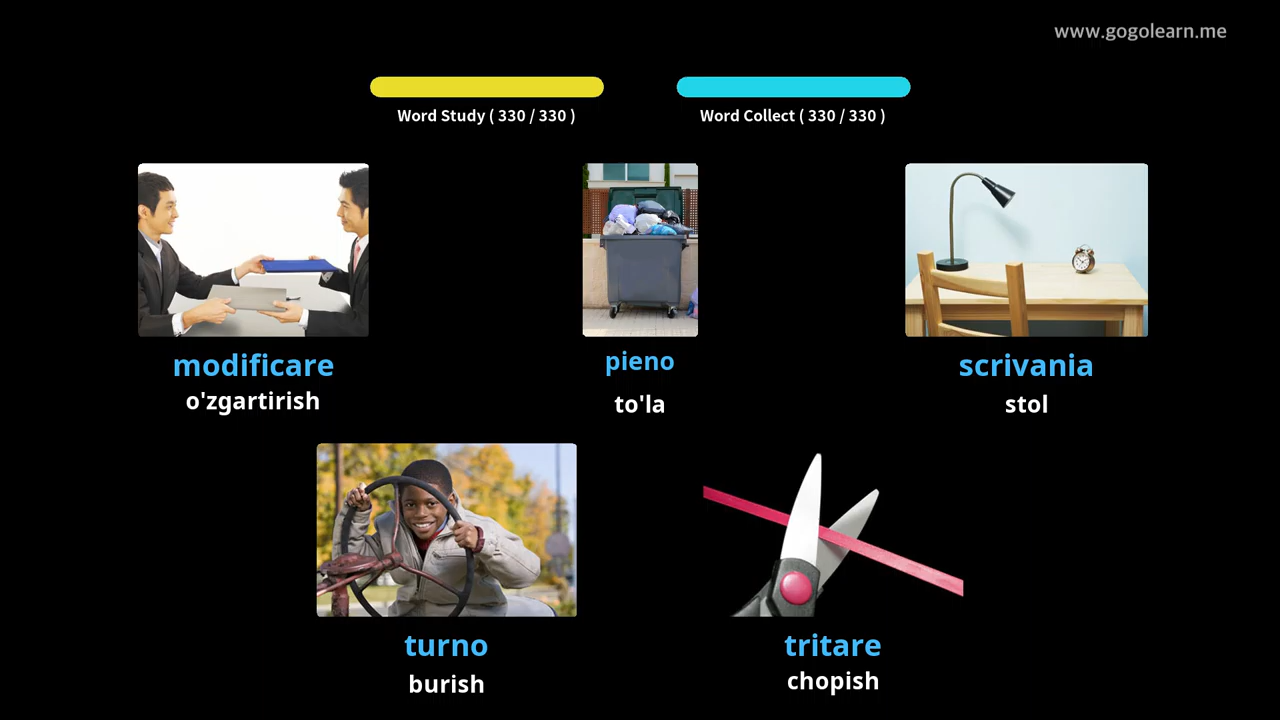 www.gogolearn.me
Word Study ( 330 / 330 )
Word Collect ( 330 / 330 )
modificare
o'zgartirish
pieno
to'la
scrivania
stol
turno
burish
tritare
chopish